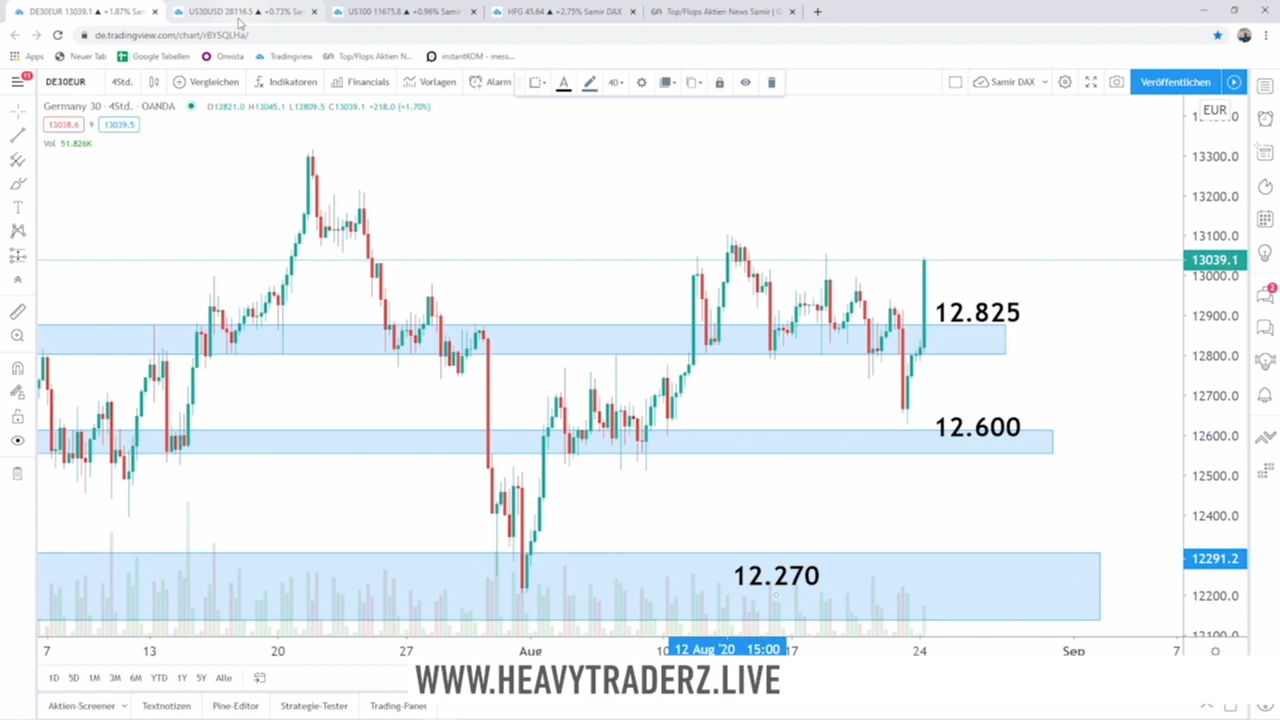 DE30EUR 13039.1 ▲ +1.87% Sa
US30USD 28116.5 ▲ +0.73% Sa
US100 11675.8 ▲ +0.96% Samir
HFG 45.64 ▲ +2.75% Samir DAX
Top/Flops Aktien News Samir | G
de.tradingview.com/chart/rBY5QLHa/
Apps
Neuer Tab
Google Tabellen
Onvista
Tradingview
Top/Flops Aktien N...
instantKOM - mess...
11
DE30EUR
4Std.
Vergleichen
Indikatoren
Financials
Vorlagen
Alarm
A
40
Samir DAX
Veröffentlichen
Germany 30 · 4Std. · OANDA
O12821.0 H13045.1 L12809.5 C13039.1 +218.0 (+1.70%)
EUR
13038.6
9
13039.5
Vol 51.826K
13300.0
13200.0
13100.0
13039.1
13000.0
12900.0
12800.0
12700.0
12600.0
12500.0
12400.0
12291.2
12200.0
12100.0
2
12.825
12.600
12.270
7
13
20
27
Aug
10
12 Aug '20 15:00
17
24
Sep
7
1D 5D 1M 3M 6M YTD 1Y 5Y Alle
WWW.HEAVYTRADERZ.LIVE
Aktien-Screener
Textnotizen
Pine-Editor
Strategie-Tester
Trading-Panel